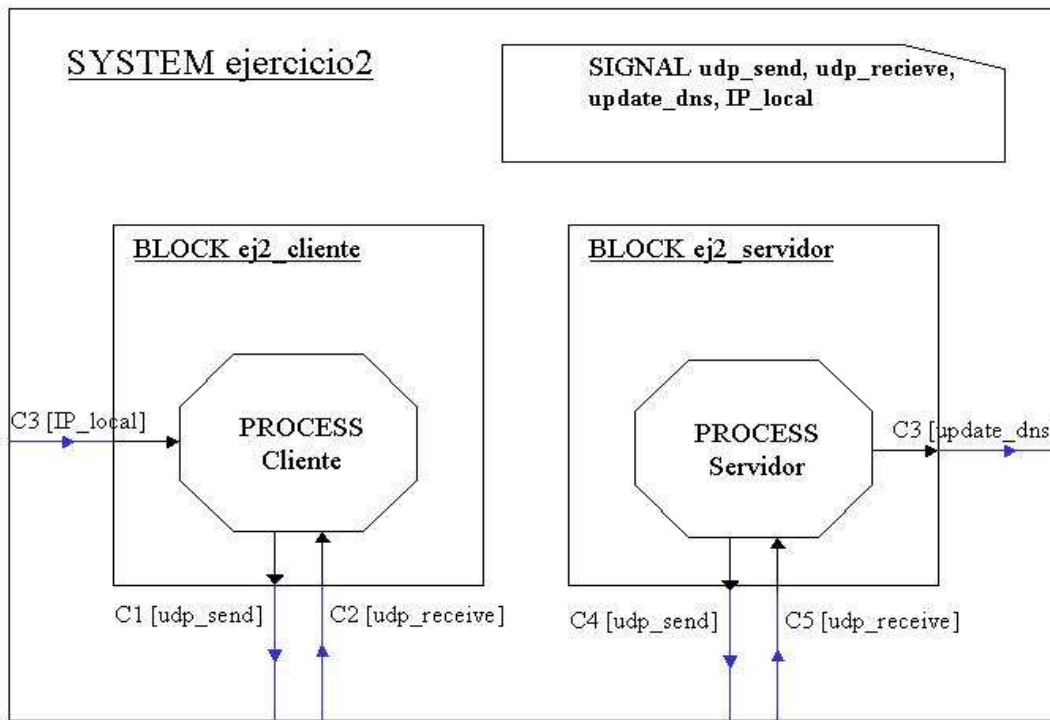 SYSTEM ejercicio2
SIGNAL udp_send, udp_recieve,
update_dns, IP_local
BLOCK ej2_cliente
BLOCK ej2_servidor
C3 [IP_local]
PROCESS
Cliente
PROCESS
Servidor
C3 [update_dns
C1 [udp_send]
C2 [udp_receive]
C4 [udp_send]
C5 [udp_receive]